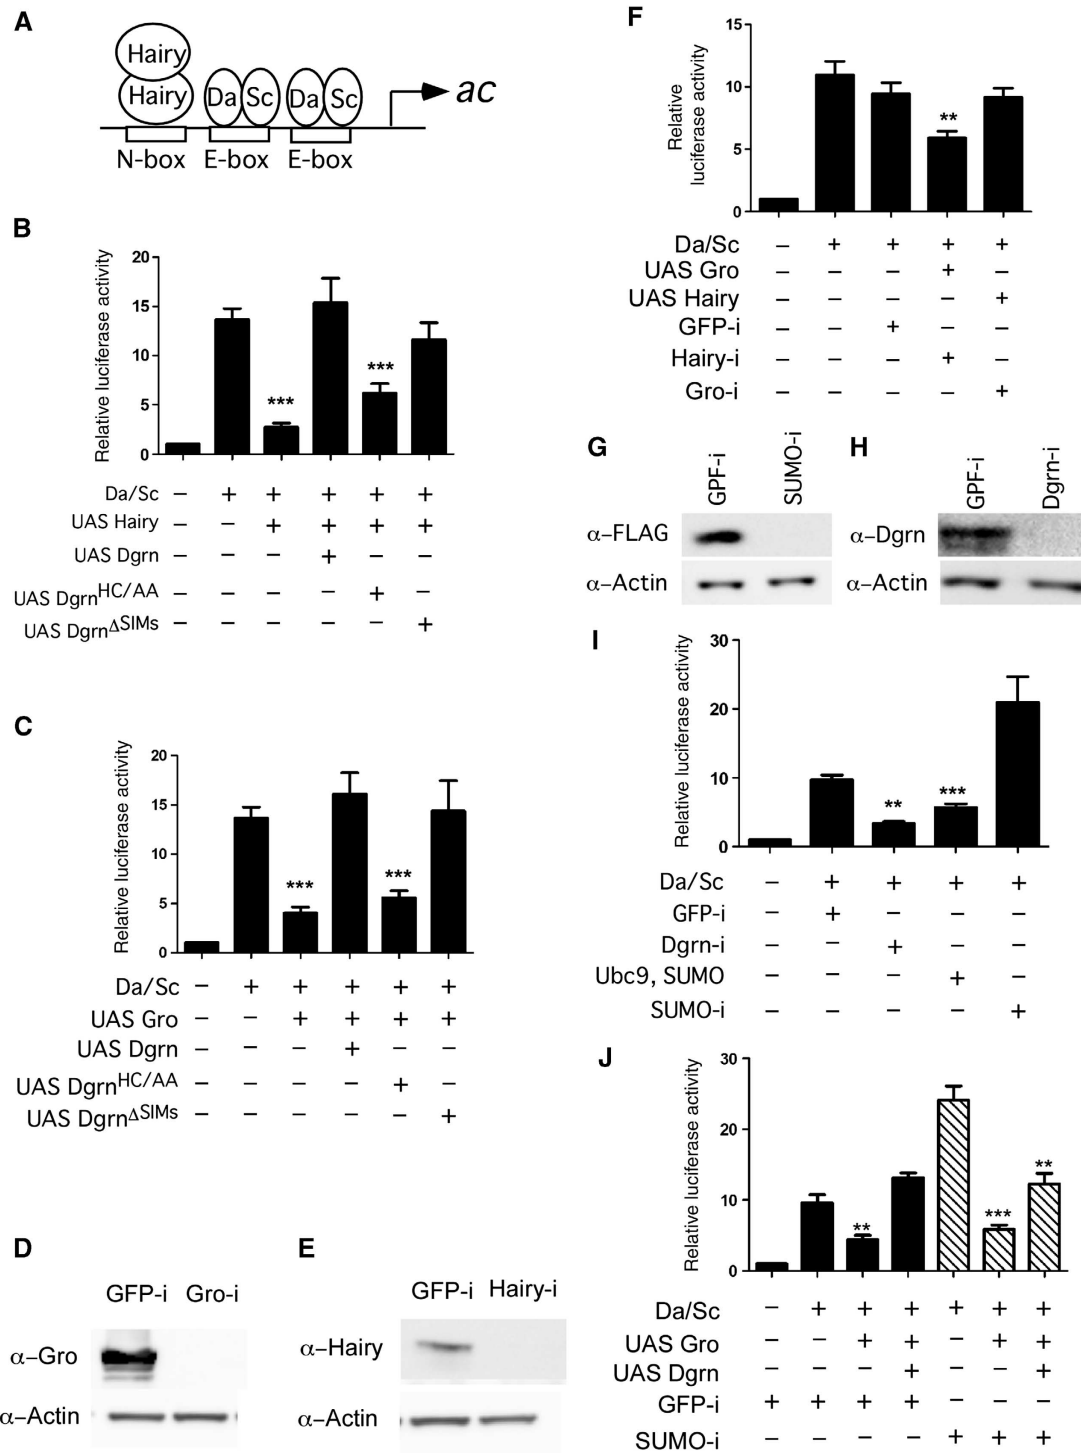 A
Hairy
Hairy
Da Sc Da Sc
ac
N-box E-box E-box
B
Relative luciferase activity
20
15
10
5
0
*** ***
Da/Sc – + + + + +
UAS Hairy – – + + + +
UAS Dgrn – – – + – –
UAS Dgrn^HC/AA – – – – + –
UAS Dgrn^ΔSIMs – – – – – +
C
Relative luciferase activity
20
15
10
5
0
*** ***
Da/Sc – + + + + +
UAS Gro – – + + + +
UAS Dgrn – – – + – –
UAS Dgrn^HC/AA – – – – + –
UAS Dgrn^ΔSIMs – – – – – +
D
GFP-i Gro-i
α–Gro
α–Actin
E
GFP-i Hairy-i
α–Hairy
α–Actin
F
Relative
luciferase activity
15
10
5
0
**
Da/Sc – + + + +
UAS Gro – – – + –
UAS Hairy – – – – +
GFP-i – – + – –
Hairy-i – – – + –
Gro-i – – – – +
G
GPF-i SUMO-i
α–FLAG
α–Actin
H
GPF-i Dgrn-i
α–Dgrn
α–Actin
I
Relative luciferase activity
30
20
10
0
** ***
Da/Sc – + + + +
GFP-i – + – – –
Dgrn-i – – + – –
Ubc9, SUMO – – – + –
SUMO-i – – – – +
J
Relative luciferase activity
30
20
10
0
** *** **
Da/Sc – + + + + + +
UAS Gro – – + + – + +
UAS Dgrn – – – + – – +
GFP-i + + + + – – –
SUMO-i – – – – + + +